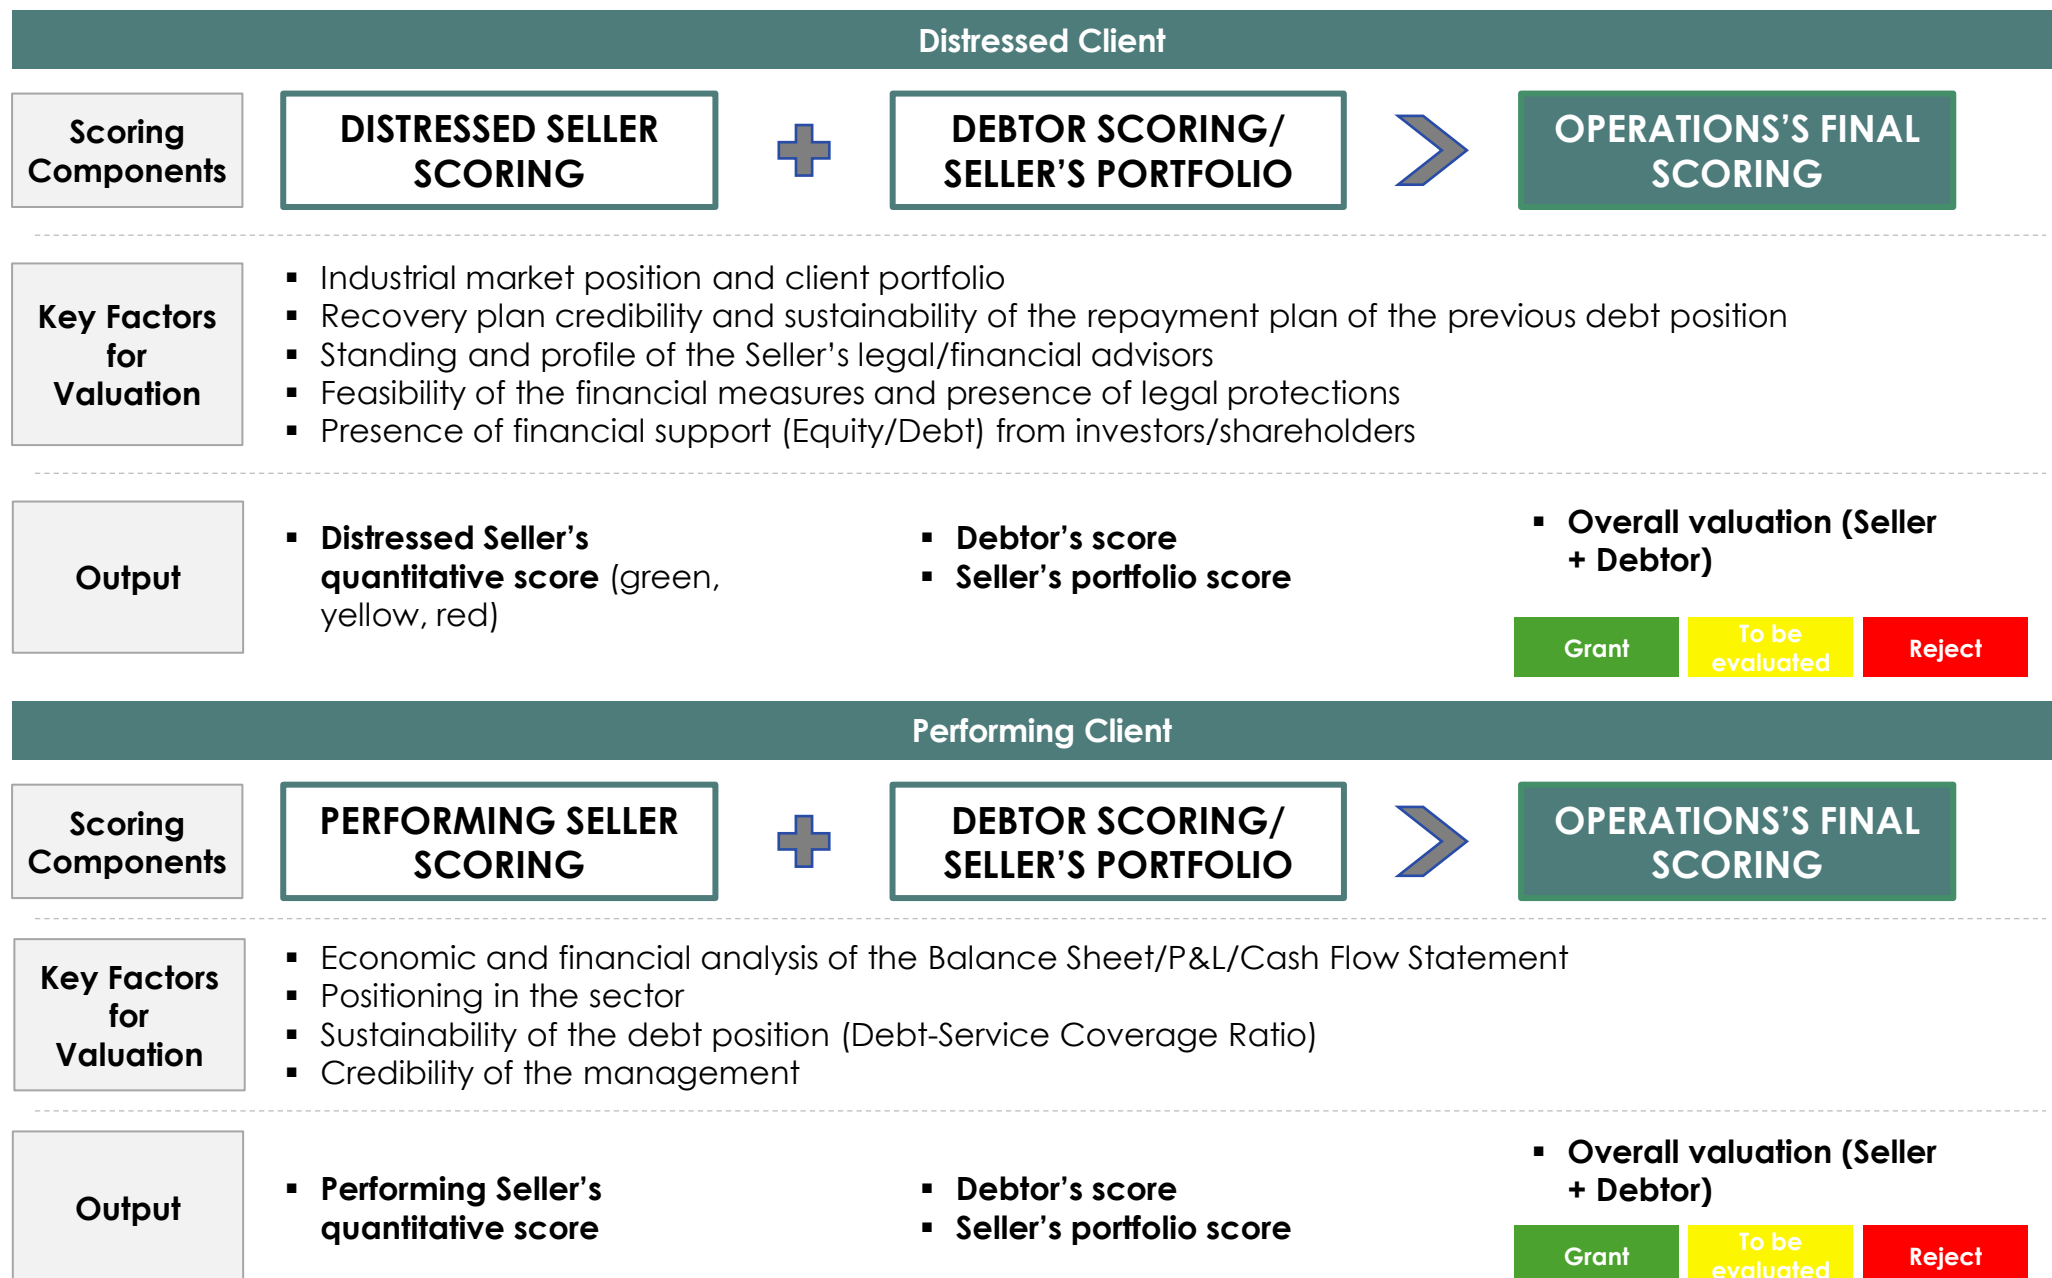 Distressed Client
Scoring
Components
DISTRESSED SELLER
SCORING
DEBTOR SCORING/
SELLER’S PORTFOLIO
OPERATIONS’S FINAL
SCORING
Key Factors
for
Valuation
▪ Industrial market position and client portfolio
▪ Recovery plan credibility and sustainability of the repayment plan of the previous debt position
▪ Standing and profile of the Seller’s legal/financial advisors
▪ Feasibility of the financial measures and presence of legal protections
▪ Presence of financial support (Equity/Debt) from investors/shareholders
Output
▪ Distressed Seller’s
quantitative score (green,
yellow, red)
▪ Debtor’s score
▪ Seller’s portfolio score
▪ Overall valuation (Seller
+ Debtor)
Grant
To be
evaluated
Reject
Performing Client
Scoring
Components
PERFORMING SELLER
SCORING
DEBTOR SCORING/
SELLER’S PORTFOLIO
OPERATIONS’S FINAL
SCORING
Key Factors
for
Valuation
▪ Economic and financial analysis of the Balance Sheet/P&L/Cash Flow Statement
▪ Positioning in the sector
▪ Sustainability of the debt position (Debt-Service Coverage Ratio)
▪ Credibility of the management
Output
▪ Performing Seller’s
quantitative score
▪ Debtor’s score
▪ Seller’s portfolio score
▪ Overall valuation (Seller
+ Debtor)
Grant
To be
evaluated
Reject